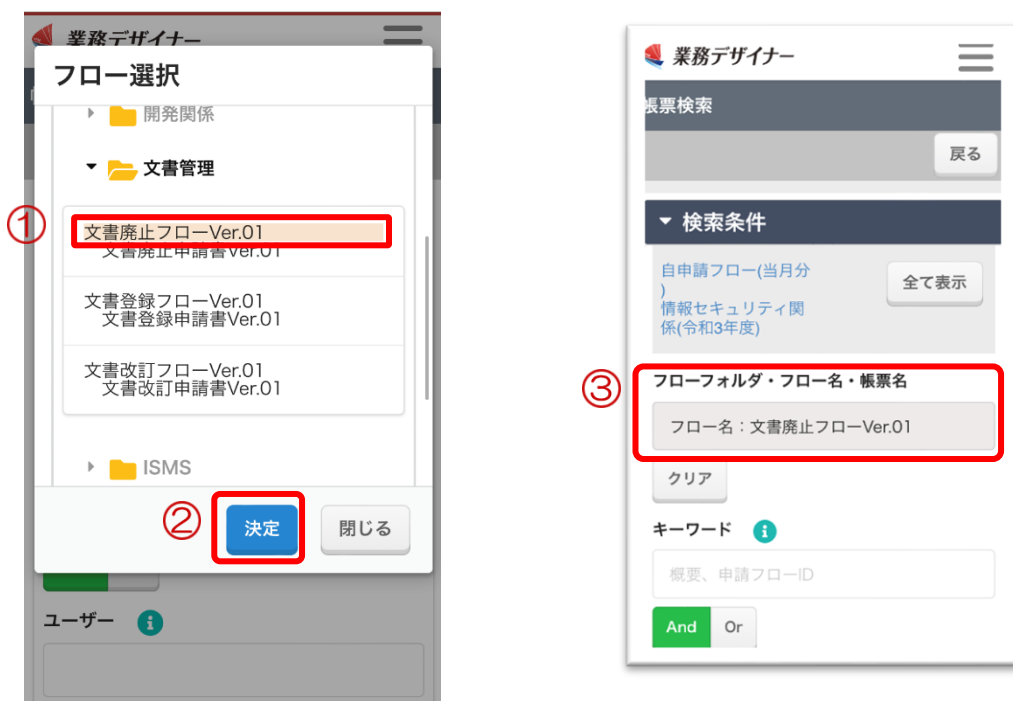 業務デザイナー
フロー選択
開発関係
文書管理
①
文書廃止フローVer.01
文書廃止申請書Ver.01
文書登録フローVer.01
文書登録申請書Ver.01
文書改訂フローVer.01
文書改訂申請書Ver.01
ISMS
②
決定
閉じる
ユーザー
業務デザイナー
帳票検索
戻る
検索条件
自申請フロー(当月分
)
情報セキュリティ関
係(令和3年度)
全て表示
③
フローフォルダ・フロー名・帳票名
フロー名：文書廃止フローVer.01
クリア
キーワード
概要、申請フローID
And
Or